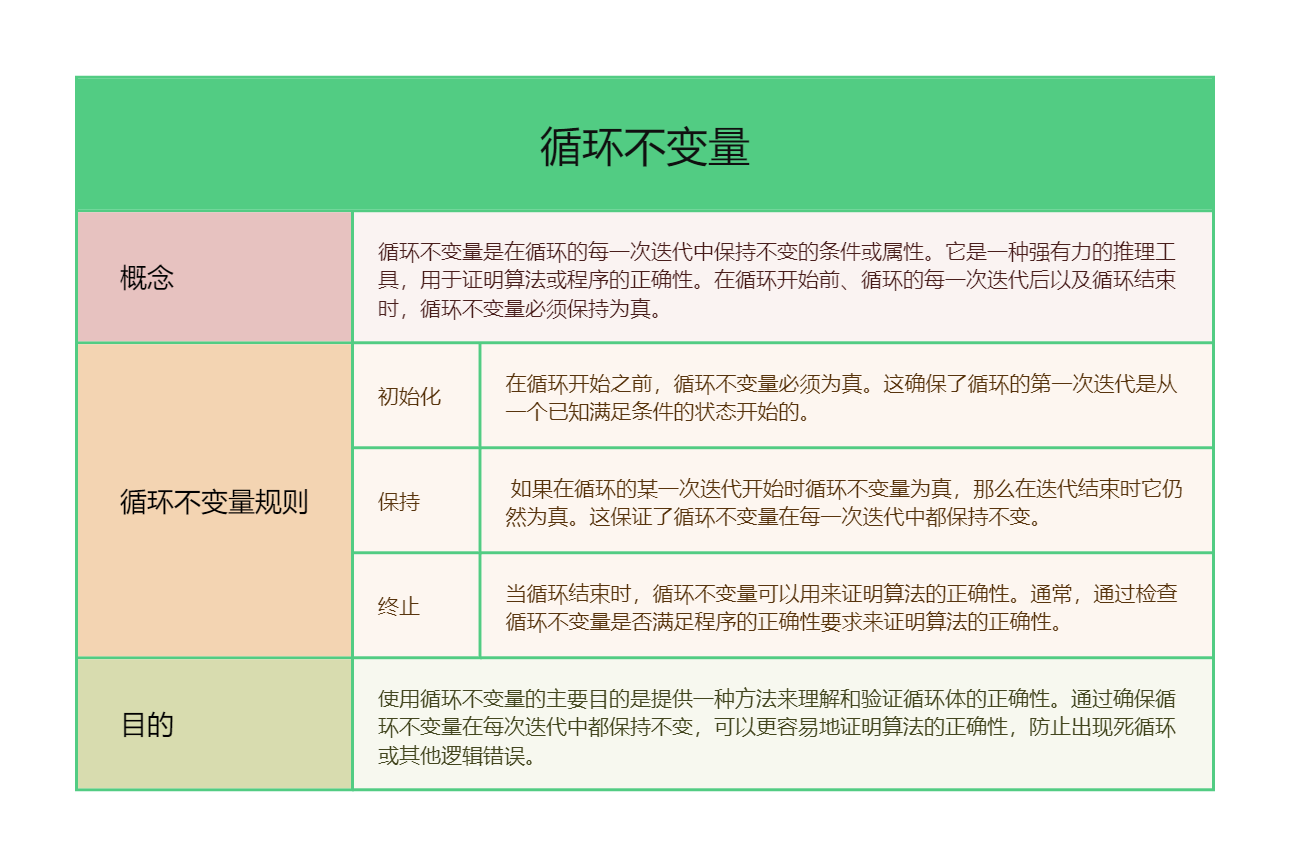 循环不变量
概念
循环不变量是在循环的每一次迭代中保持不变的条件或属性。它是一种强有力的推理工
具，用于证明算法或程序的正确性。在循环开始前、循环的每一次迭代后以及循环结束
时，循环不变量必须保持为真。
循环不变量规则
初始化
在循环开始之前，循环不变量必须为真。这确保了循环的第一次迭代是从
一个已知满足条件的状态开始的。
保持
如果在循环的某一次迭代开始时循环不变量为真，那么在迭代结束时它仍
然为真。这保证了循环不变量在每一次迭代中都保持不变。
终止
当循环结束时，循环不变量可以用来证明算法的正确性。通常，通过检查
循环不变量是否满足程序的正确性要求来证明算法的正确性。
目的
使用循环不变量的主要目的是提供一种方法来理解和验证循环体的正确性。通过确保循
环不变量在每次迭代中都保持不变，可以更容易地证明算法的正确性，防止出现死循环
或其他逻辑错误。